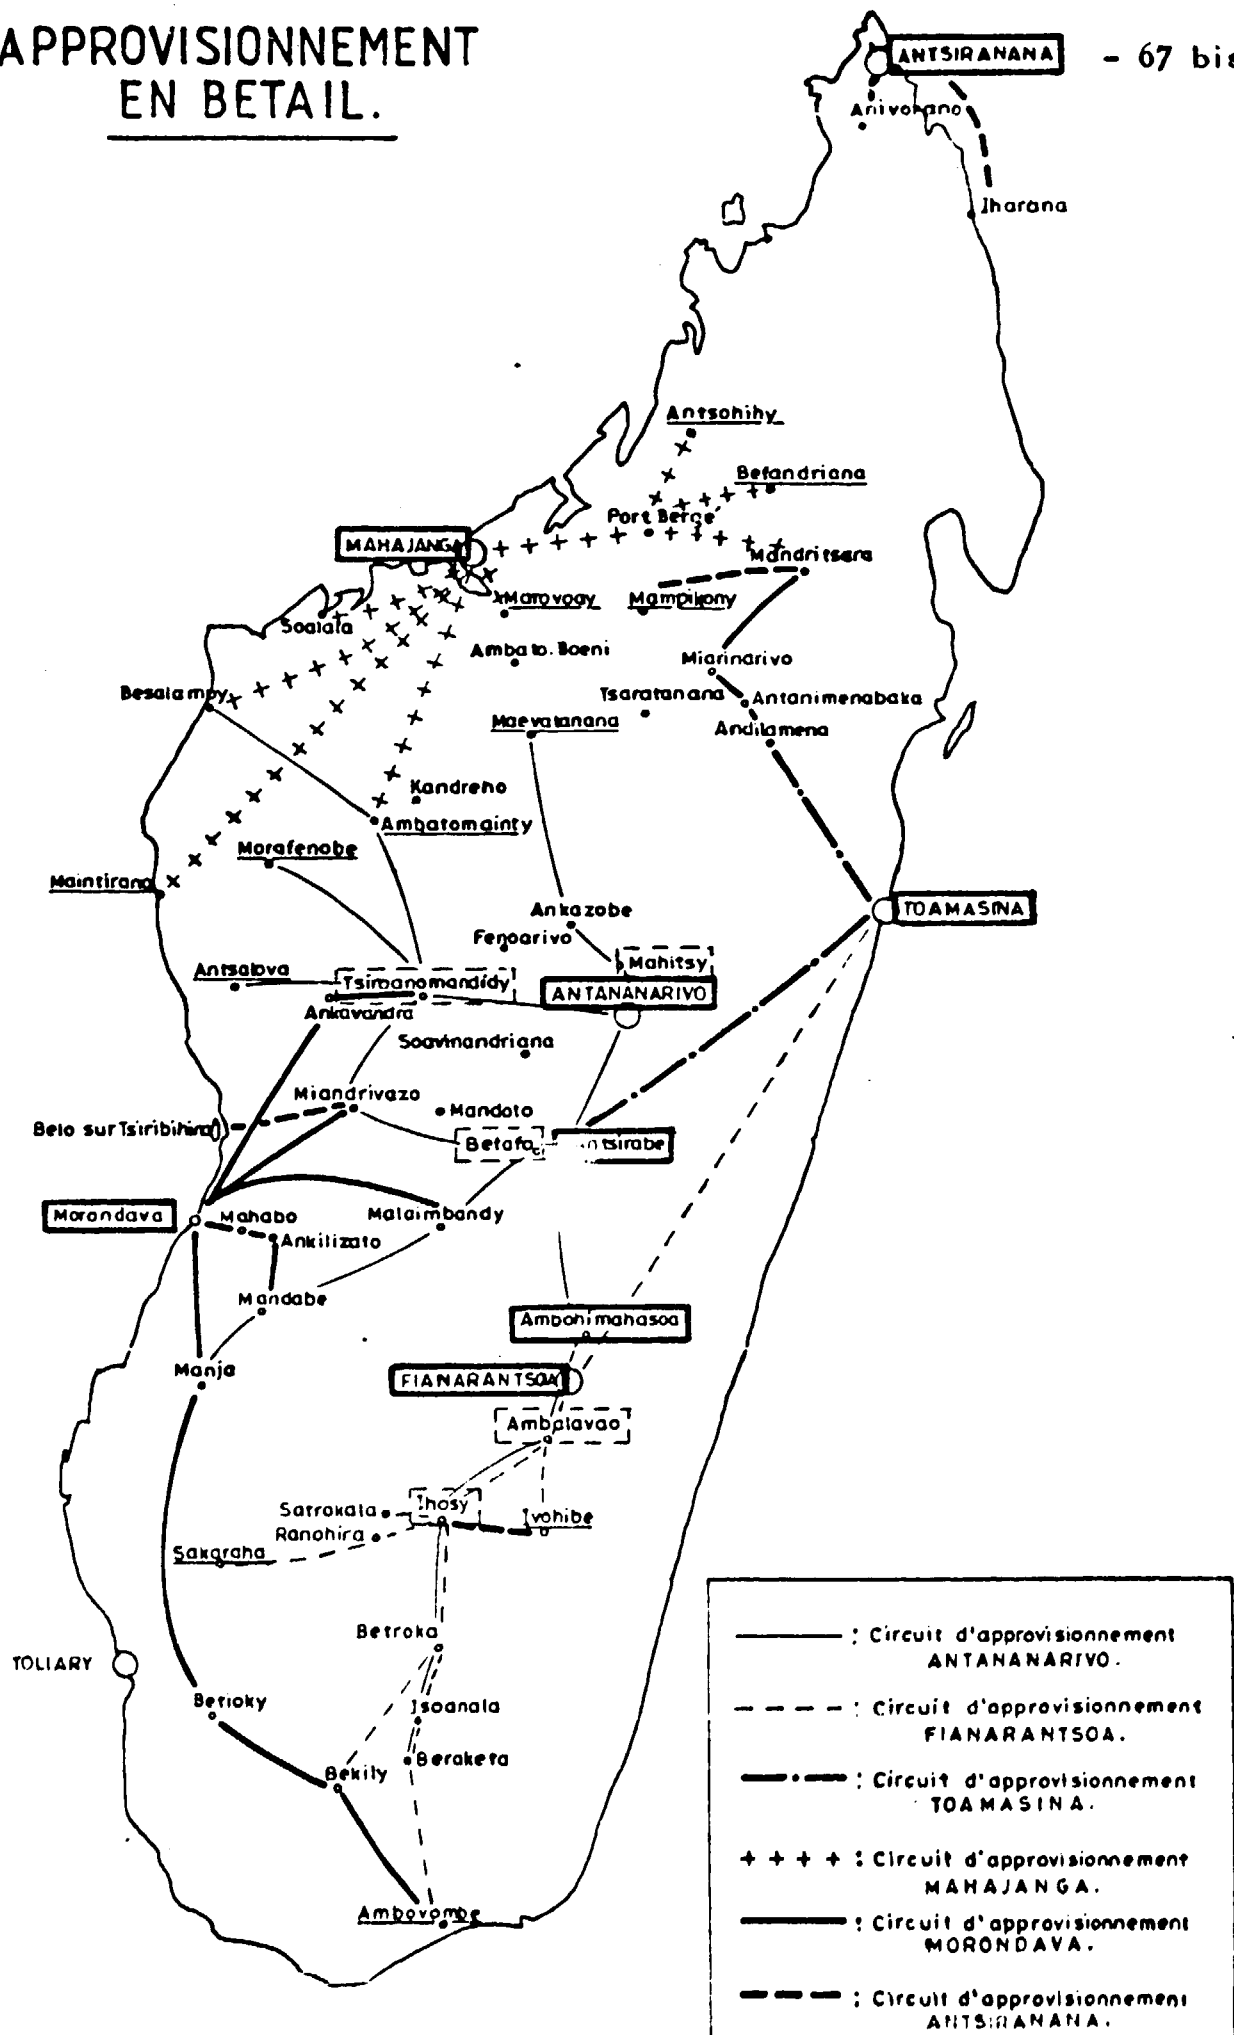 APPROVISIONNEMENT
EN BETAIL.
- 67 bis
ANTSIRANANA
Anivorano
Iharana
Antsohihy
Befandriana
Port Berge
MAHAJANGA
Mandritsara
Marovoay
Mampikony
Soalala
Ambato. Boeni
Miarinarivo
Besalampy
Tsaratanana
Antanimenabaka
Maevatanana
Andilamena
Kandreho
Ambatomainty
Morafenobe
Maintirano
Ankazobe
TOAMASINA
Fenoarivo
Mahitsy
Antsalova
Tsiroanomandidy
ANTANANARIVO
Ankavandra
Soavinandriana
Miandrivazo
Mandoto
Belo sur Tsiribihina
Betafo
ntsirabe
Morondava
Mahabo
Malaimbandy
Ankilizato
Mandabe
Ambohimahasoa
Manja
FIANARANTSOA
Ambalavao
Satrokala
Ihosy
Ivohibe
Ranohira
Sakaraha
Betroka
TOLIARY
Betioky
Isoanala
Beraketa
Bekily
Ambovombe
: Circuit d'approvisionnement
ANTANANARIVO.
: Circuit d'approvisionnement
FIANARANTSOA.
: Circuit d'approvisionnement
TOAMASINA.
+ + + + : Circuit d'approvisionnement
MAHAJANGA.
: Circuit d'approvisionnement
MORONDAVA.
: Circuit d'approvisionnement
ANTSIRANANA.